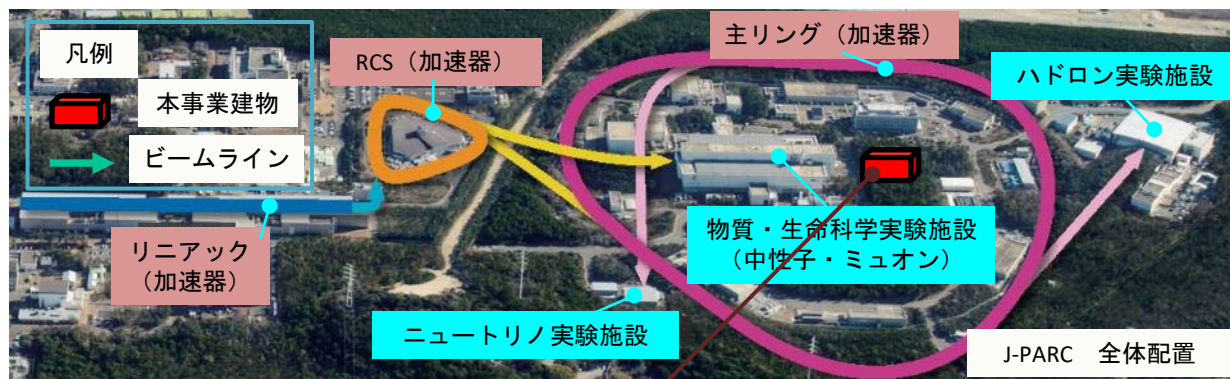 凡例
本事業建物
ビームライン
RCS（加速器）
主リング（加速器）
ハドロン実験施設
リニアック
（加速器）
物質・生命科学実験施設
（中性子・ミュオン）
ニュートリノ実験施設
J-PARC　全体配置